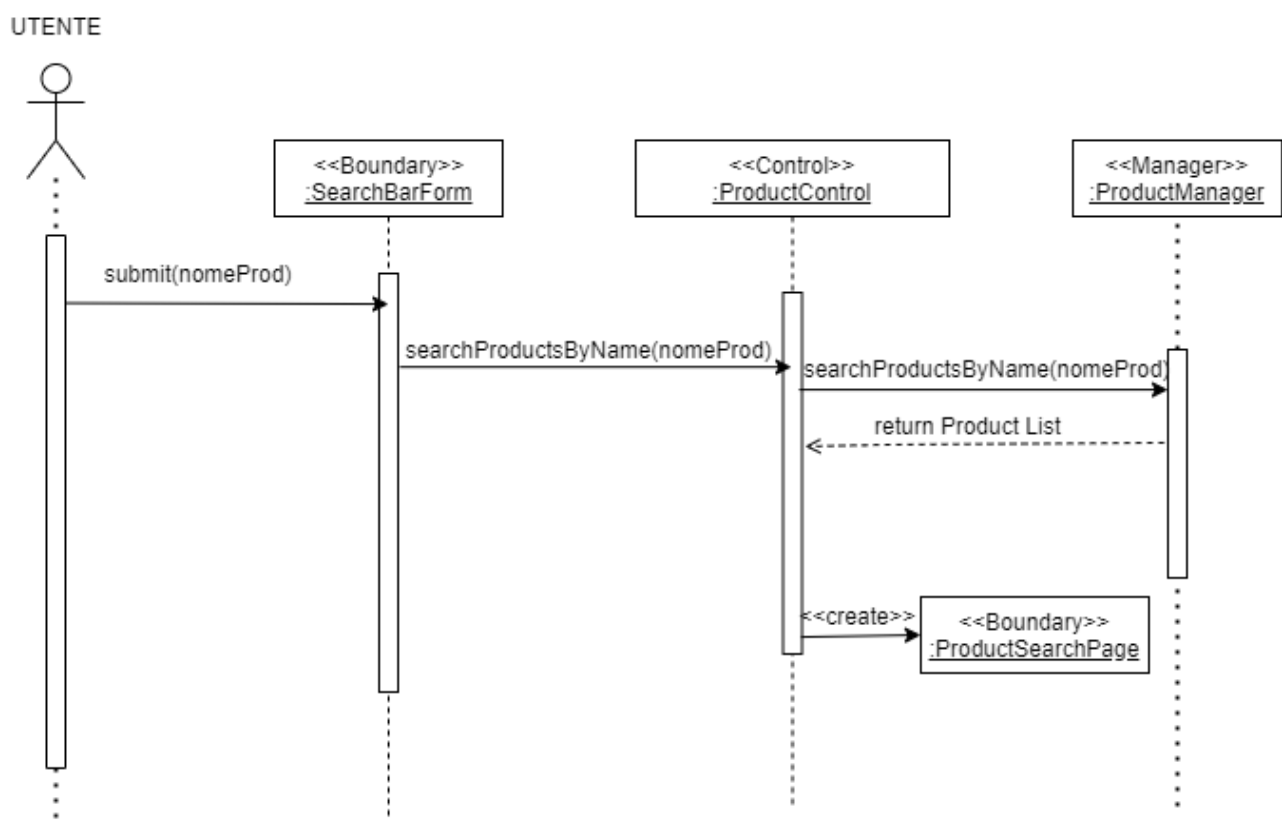 UTENTE
<<Boundary>>
:SearchBarForm
<<Control>>
:ProductControl
<<Manager>>
:ProductManager
submit(nomeProd)
searchProductsByName(nomeProd)
searchProductsByName(nomeProd)
return Product List
<<create>>
<<Boundary>>
:ProductSearchPage